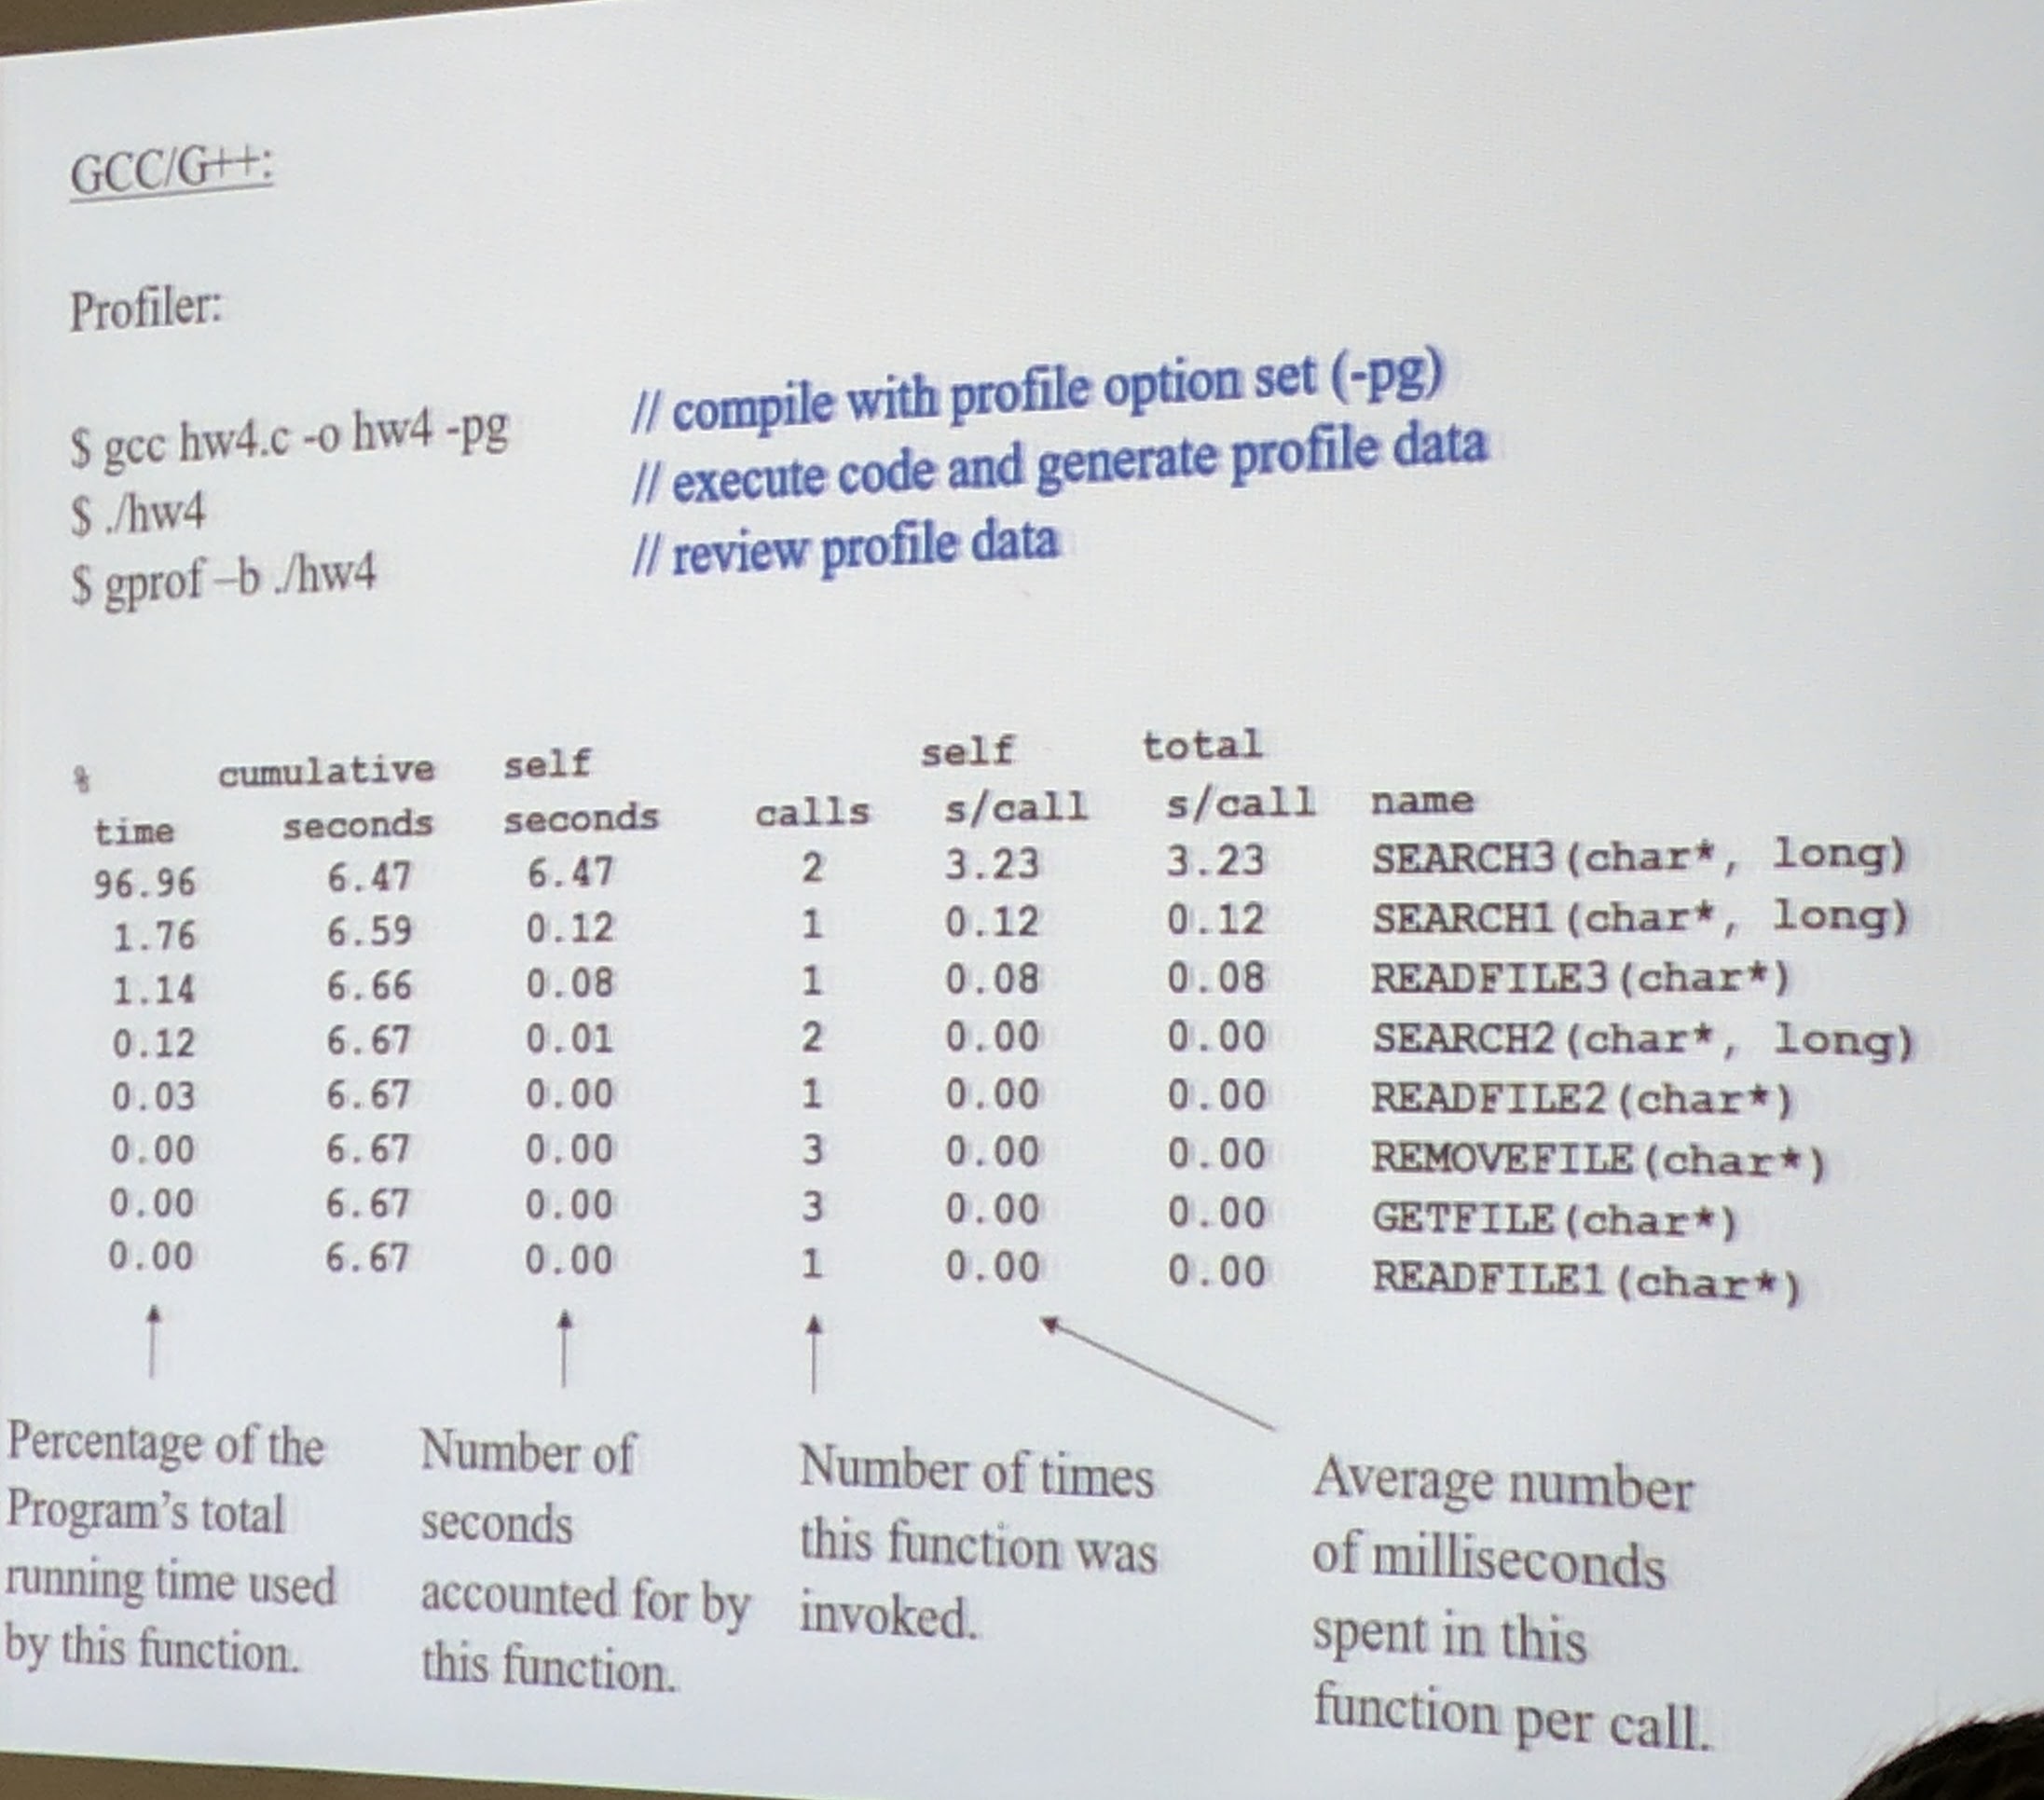 GCC/G++:
Profiler:
$ gcc hw4.c -o hw4 -pg // compile with profile option set (-pg)
$ ./hw4 // execute code and generate profile data
$ gprof –b ./hw4 // review profile data
% cumulative self self total
time seconds seconds calls s/call s/call name
96.96 6.47 6.47 2 3.23 3.23 SEARCH3(char*, long)
1.76 6.59 0.12 1 0.12 0.12 SEARCH1(char*, long)
1.14 6.66 0.08 1 0.08 0.08 READFILE3(char*)
0.12 6.67 0.01 2 0.00 0.00 SEARCH2(char*, long)
0.03 6.67 0.00 1 0.00 0.00 READFILE2(char*)
0.00 6.67 0.00 3 0.00 0.00 REMOVEFILE(char*)
0.00 6.67 0.00 3 0.00 0.00 GETFILE(char*)
0.00 6.67 0.00 1 0.00 0.00 READFILE1(char*)
Percentage of the
Program's total
running time used
by this function.
Number of
seconds
accounted for by
this function.
Number of times
this function was
invoked.
Average number
of milliseconds
spent in this
function per call.